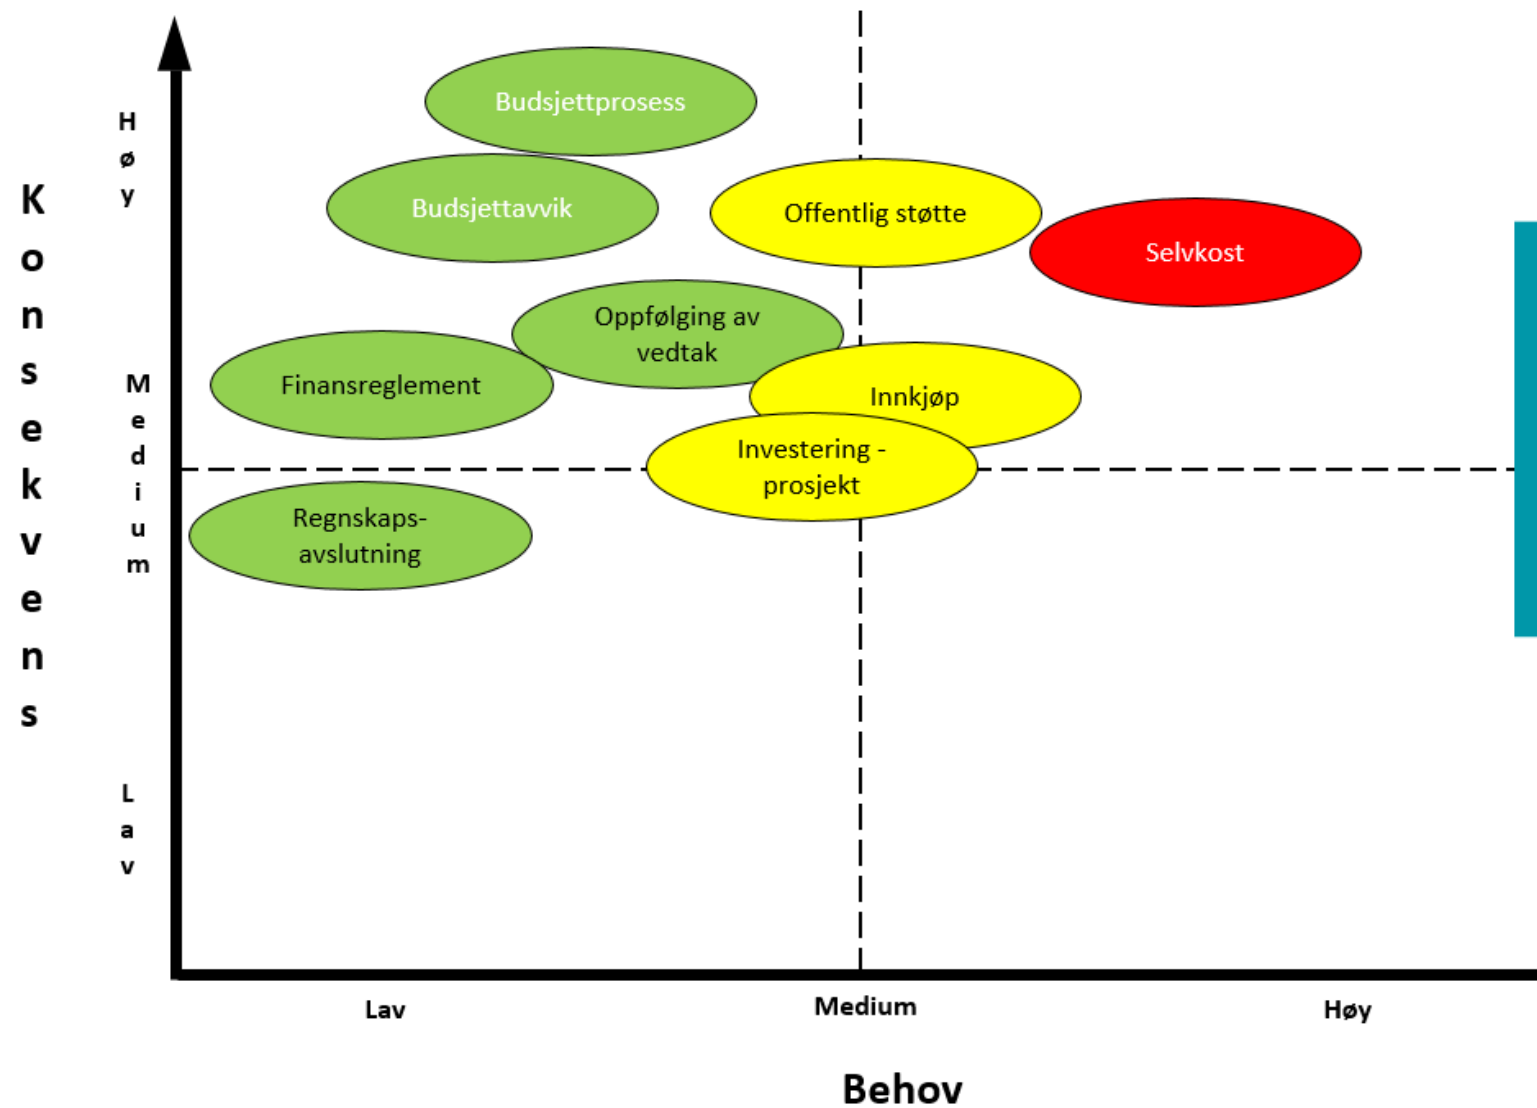 Konsekvens
Høy
Medium
Lav
Budsjettprosess
Budsjettavvik
Offentlig støtte
Selvkost
Oppfølging av
vedtak
Finansreglement
Innkjøp
Investering -
prosjekt
Regnskaps-
avslutning
Lav
Medium
Høy
Behov